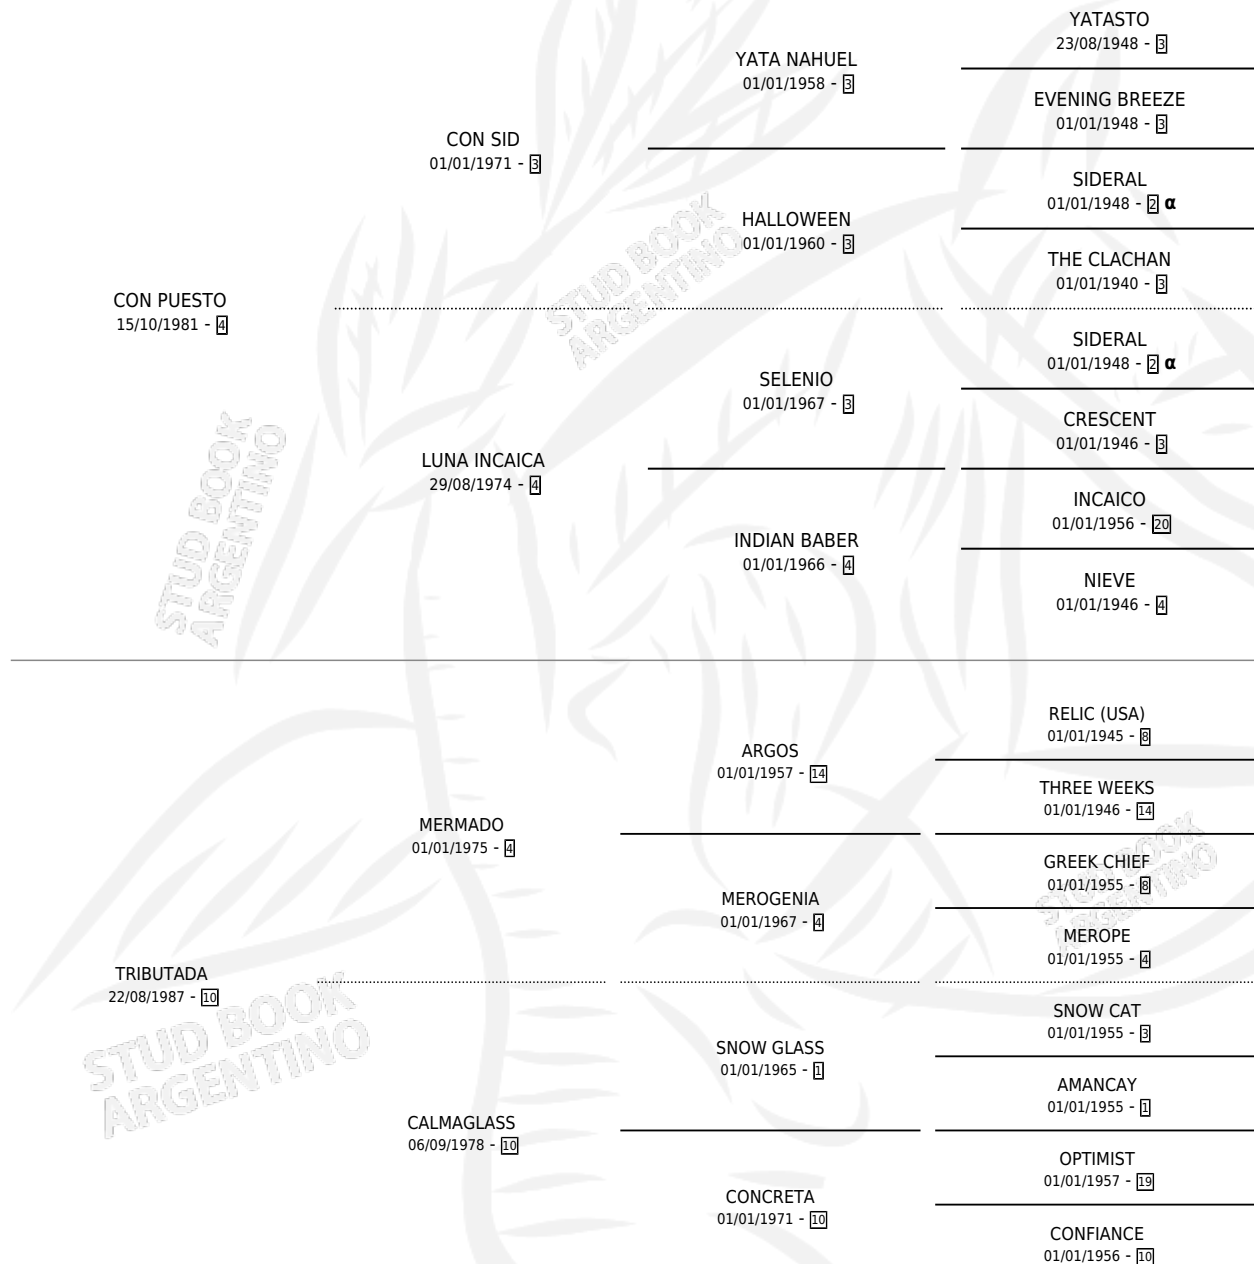 YATASTO
23/08/1948 - 3
YATA NAHUEL
01/01/1958 - 3
EVENING BREEZE
01/01/1948 - 3
CON SID
01/01/1971 - 3
SIDERAL
01/01/1948 - 2 α
HALLOWEEN
01/01/1960 - 3
THE CLACHAN
01/01/1940 - 3
CON PUESTO
15/10/1981 - 4
SIDERAL
01/01/1948 - 2 α
SELENIO
01/01/1967 - 3
CRESCENT
01/01/1946 - 3
LUNA INCAICA
29/08/1974 - 4
INCAICO
01/01/1956 - 20
INDIAN BABER
01/01/1966 - 4
NIEVE
01/01/1946 - 4
STUD BOOK
ARGENTINO
STUD BOOK
ARGENTINO
RELIC (USA)
01/01/1945 - 8
ARGOS
01/01/1957 - 14
THREE WEEKS
01/01/1946 - 14
MERMADO
01/01/1975 - 4
GREEK CHIEF
01/01/1955 - 8
MEROGENIA
01/01/1967 - 4
MEROPE
01/01/1955 - 4
TRIBUTADA
22/08/1987 - 10
SNOW CAT
01/01/1955 - 3
SNOW GLASS
01/01/1965 - 1
AMANCAY
01/01/1955 - 1
CALMAGLASS
06/09/1978 - 10
OPTIMIST
01/01/1957 - 19
CONCRETA
01/01/1971 - 10
CONFIANCE
01/01/1956 - 10
STUD BOOK
ARGENTINO
STUD BOOK
ARGENTINO